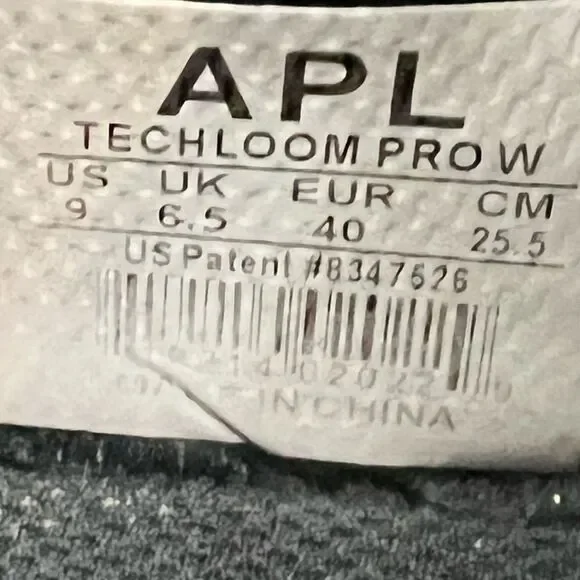 APL
TECHLOOM PRO W
US UK EUR CM
9 6.5 40 25.5
US Patent #8347526
IN CHINA